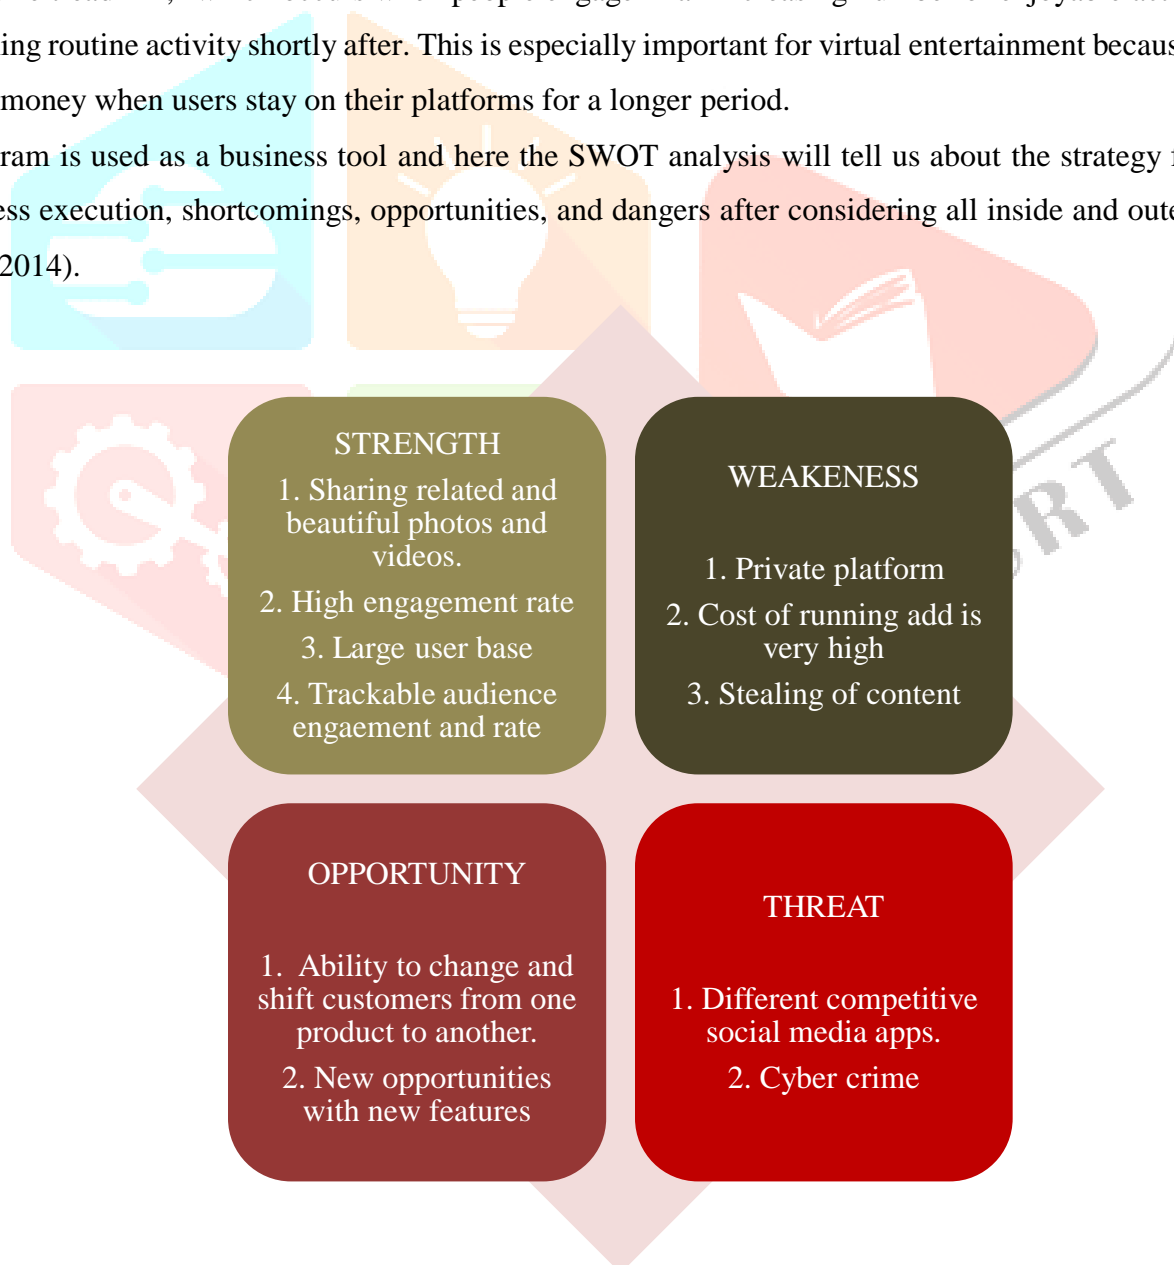 ing routine activity shortly after. This is especially important for virtual entertainment becaus
money when users stay on their platforms for a longer period.
ram is used as a business tool and here the SWOT analysis will tell us about the strategy
ess execution, shortcomings, opportunities, and dangers after considering all inside and oute
2014).
STRENGTH
1. Sharing related and
beautiful photos and
videos.
2. High engagement rate
3. Large user base
4. Trackable audience
engaement and rate
WEAKENESS
1. Private platform
2. Cost of running add is
very high
3. Stealing of content
OPPORTUNITY
1. Ability to change and
shift customers from one
product to another.
2. New opportunities
with new features
THREAT
1. Different competitive
social media apps.
2. Cyber crime
RT